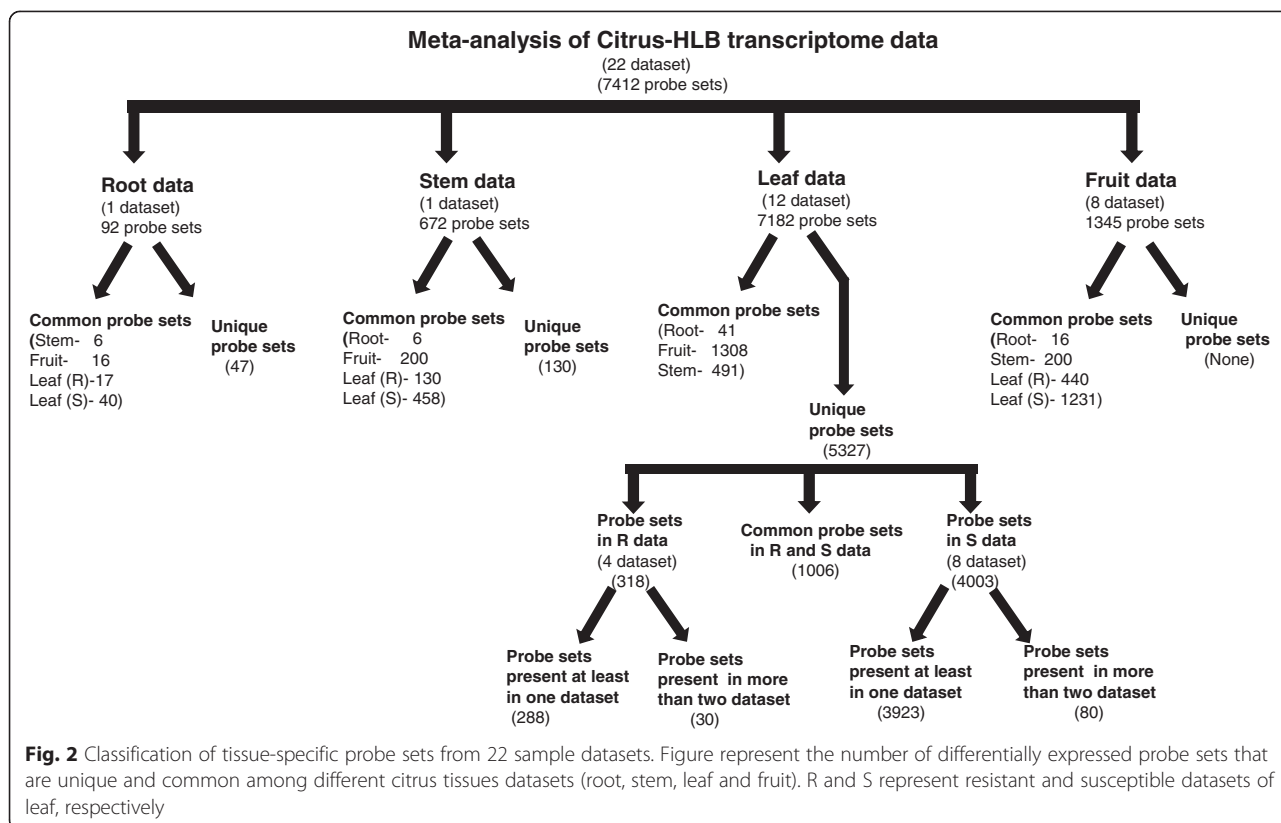 Meta-analysis of Citrus-HLB transcriptome data
(22 dataset)
(7412 probe sets)
Root data
(1 dataset)
92 probe sets
Stem data
(1 dataset)
672 probe sets
Leaf data
(12 dataset)
7182 probe sets
Fruit data
(8 dataset)
1345 probe sets
Common probe sets
(Stem- 6
Fruit- 16
Leaf (R)-17
Leaf (S)- 40)
Unique
probe sets
(47)
Common probe sets
(Root- 6
Fruit- 200
Leaf (R)- 130
Leaf (S)- 458)
Unique
probe sets
(130)
Common probe sets
(Root- 41
Fruit- 1308
Stem- 491)
Unique
probe sets
(5327)
Common probe sets
(Root- 16
Stem- 200
Leaf (R)- 440
Leaf (S)- 1231)
Unique
probe sets
(None)
Probe sets
in R data
(4 dataset)
(318)
Common probe sets
in R and S data
(1006)
Probe sets
in S data
(8 dataset)
(4003)
Probe sets
present at least
in one dataset
(288)
Probe sets
present in more
than two dataset
(30)
Probe sets
present at least
in one dataset
(3923)
Probe sets
present in more
than two dataset
(80)
Fig. 2 Classification of tissue-specific probe sets from 22 sample datasets. Figure represent the number of differentially expressed probe sets that
are unique and common among different citrus tissues datasets (root, stem, leaf and fruit). R and S represent resistant and susceptible datasets of
leaf, respectively